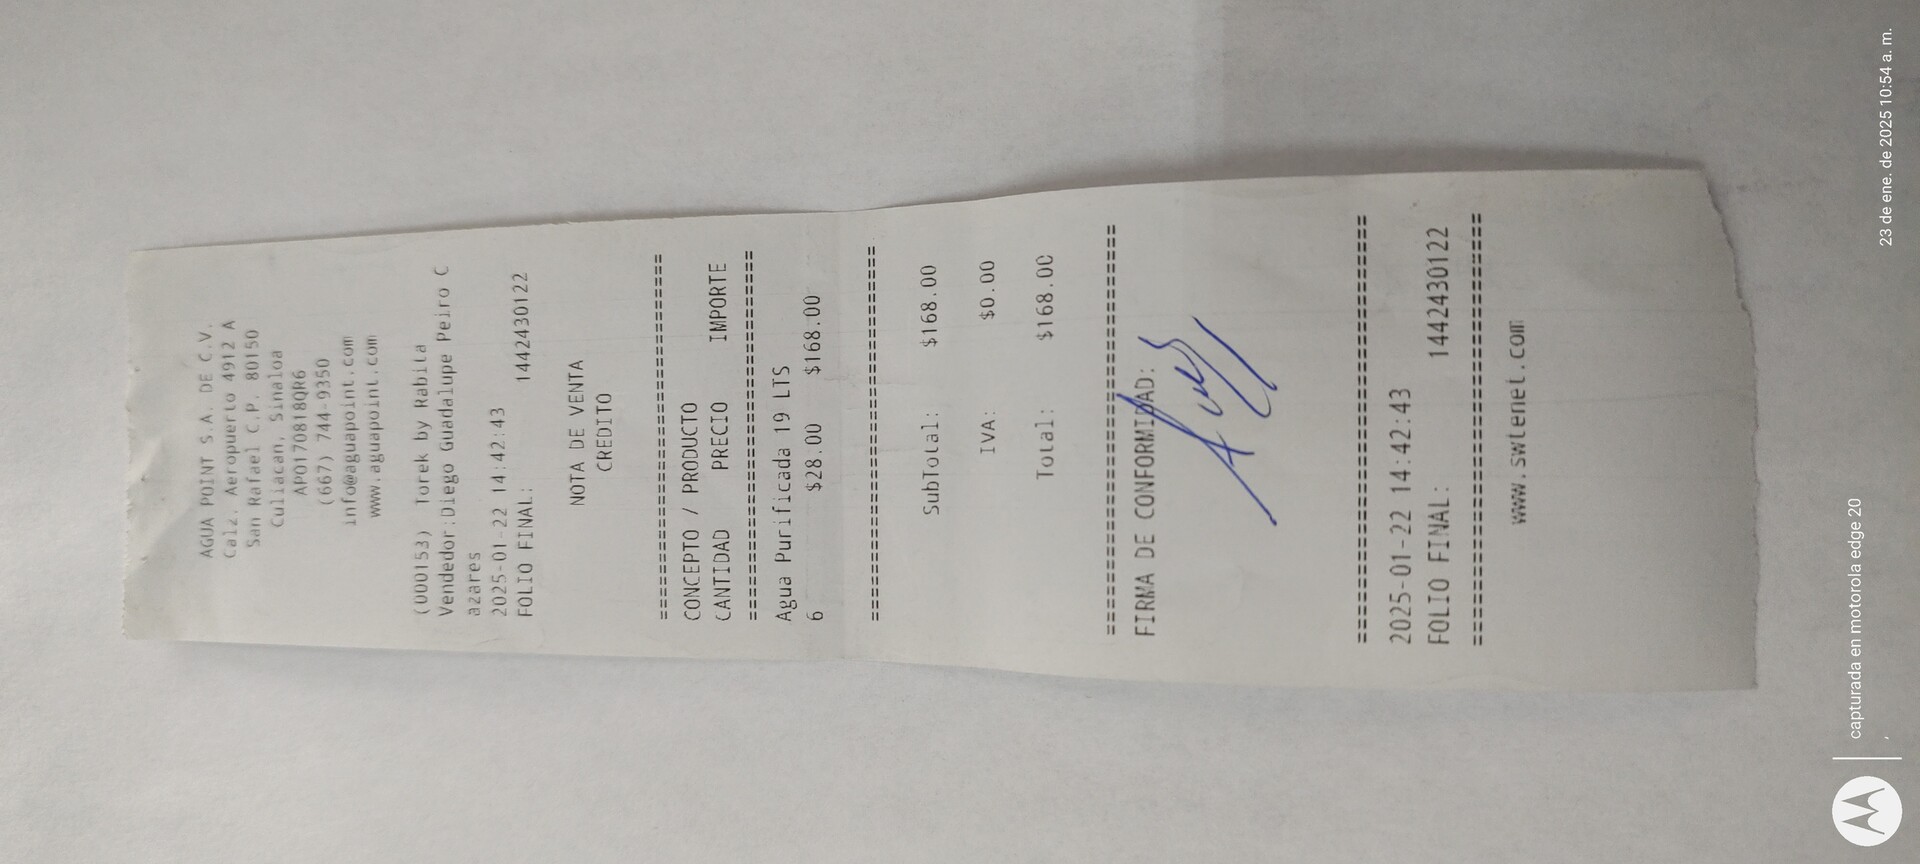 AGUA POINT S.A. DE C.V.
Calz. Aeropuerto 4912 A
San Rafael C.P. 80150
Culiacan, Sinaloa
APO170818QR6
(667) 744-9350
info@aguapoint.com
www.aguapoint.com
(000153) Torek by Rabita
Vendedor:Diego Guadalupe Peiro C
azares
2025-01-22 14:42:43
FOLIO FINAL: 1442430122
NOTA DE VENTA
CREDITO
================================
CONCEPTO / PRODUCTO
CANTIDAD PRECIO IMPORTE
================================
Agua Purificada 19 LTS
6 $28.00 $168.00
================================
SubTotal: $168.00
IVA: $0.00
Total: $168.00
================================
FIRMA DE CONFORMIDAD:
================================
2025-01-22 14:42:43
FOLIO FINAL: 1442430122
================================
www.swtenet.com
capturada en motorola edge 20
23 de ene. de 2025 10:54 a. m.